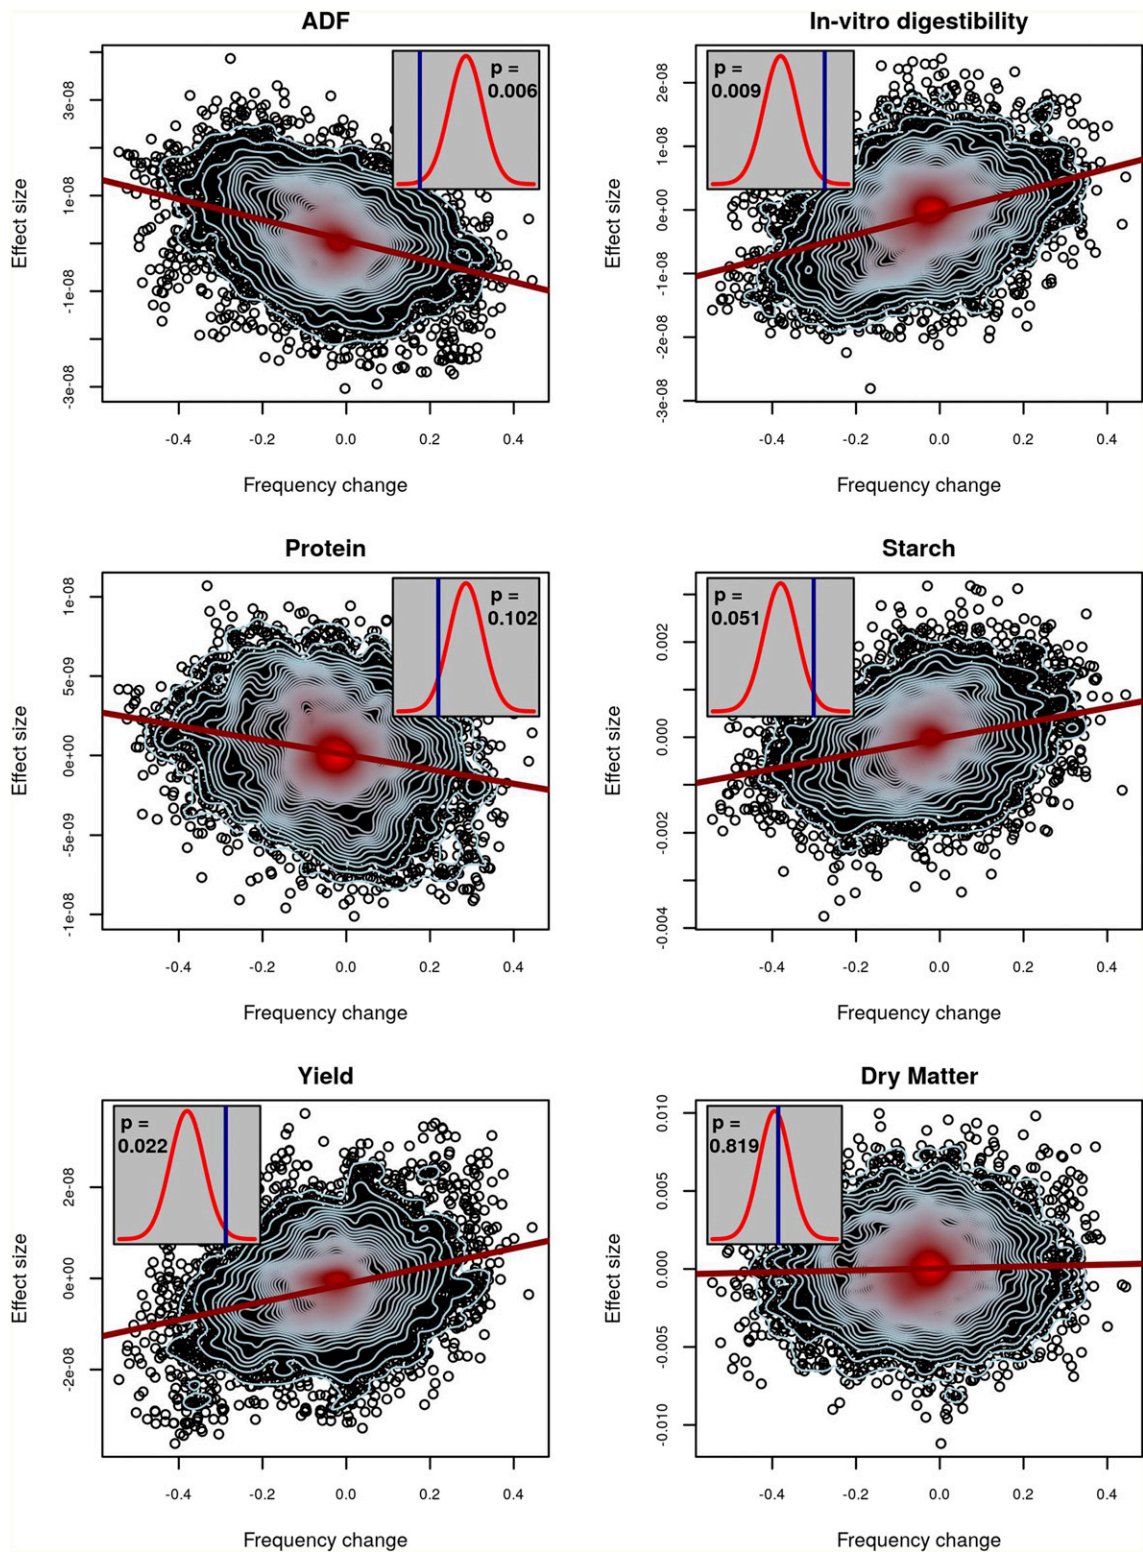 ADF
p =
0.006
3e-08
1e-08
-1e-08
-3e-08
Effect size
-0.4
-0.2
0.0
0.2
0.4
Frequency change
In-vitro digestibility
p =
0.009
2e-08
1e-08
0e+00
-1e-08
-2e-08
-3e-08
Effect size
-0.4
-0.2
0.0
0.2
0.4
Frequency change
Protein
p =
0.102
1e-08
5e-09
0e+00
-5e-09
-1e-08
Effect size
-0.4
-0.2
0.0
0.2
0.4
Frequency change
Starch
p =
0.051
0.002
0.000
-0.002
-0.004
Effect size
-0.4
-0.2
0.0
0.2
0.4
Frequency change
Yield
p =
0.022
2e-08
0e+00
-2e-08
Effect size
-0.4
-0.2
0.0
0.2
0.4
Frequency change
Dry Matter
p =
0.819
0.010
0.005
0.000
-0.005
-0.010
Effect size
-0.4
-0.2
0.0
0.2
0.4
Frequency change